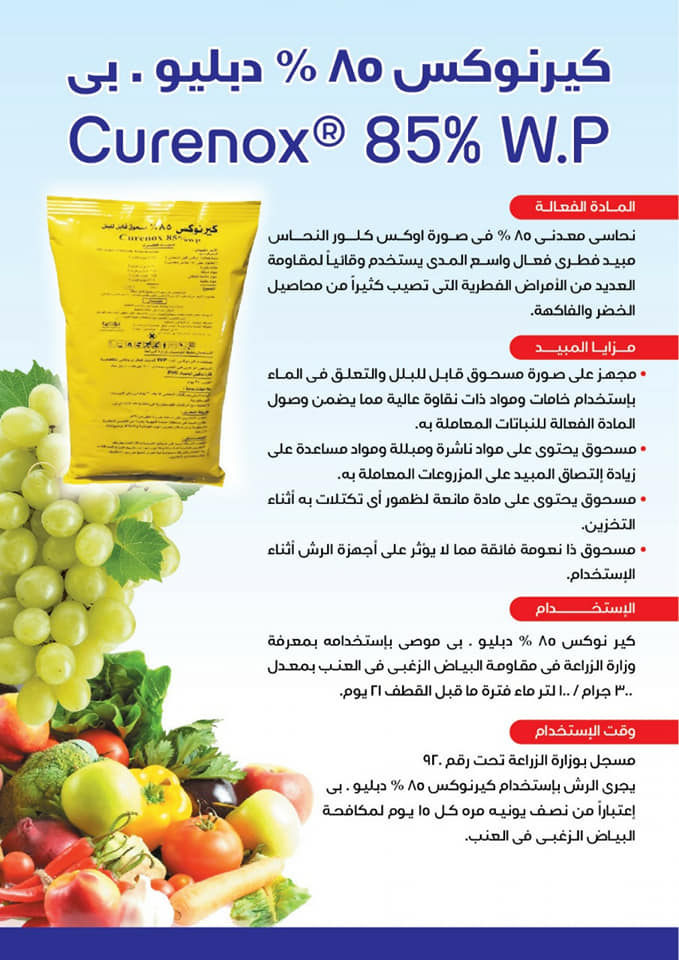 كيرنوكس ٨٥ % دبليو . بى
Curenox® 85% W.P
كيرنوكس ٨٥ %
Curenox 85% WP
المادة الفعالة
نحاسى معدنى ٨٥ % فى صورة اوكس كلور النحاس
مبيد فطرى فعال واسع المدى يستخدم وقائياً لمقاومة
العديد من الأمراض الفطرية التى تصيب كثيراً من محاصيل
الخضر والفاكهة.
مزايا المبيد
• مجهز على صورة مسحوق قابل للبلل والتعلق فى الماء
بإستخدام خامات ومواد ذات نقاوة عالية مما يضمن وصول
المادة الفعالة للنباتات المعاملة به.
• مسحوق يحتوى على مواد ناشرة ومبللة ومواد مساعدة على
زيادة إلتصاق المبيد على المزروعات المعاملة به.
• مسحوق يحتوى على مادة مانعة لظهور أى تكتلات به أثناء
التخزين.
• مسحوق ذا نعومة فائقة مما لا يؤثر على أجهزة الرش أثناء
الإستخدام.
الإستخدام
كير نوكس ٨٥ % دبليو . بى موصى بإستخدامه بمعرفة
وزارة الزراعة فى مقاومة البياض الزغبى فى العنب بمعدل
٣٠٠ جرام / ١٠٠ لتر ماء فترة ما قبل القطف ٢١ يوم.
وقت الإستخدام
مسجل بوزارة الزراعة تحت رقم ٩٢٠
يجرى الرش بإستخدام كيرنوكس ٨٥ % دبليو . بى
إعتباراً من نصف يونيه مره كل ١٥ يوم لمكافحة
البياض الزغبى فى العنب.